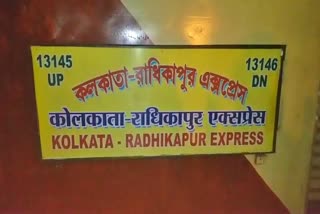 13145 UP
13146 DN
কলকাতা-রাধিকাপুর এক্সপ্রেস
कोलकाता-राधिकापुर एक्सप्रेस
KOLKATA - RADHIKAPUR EXPRESS